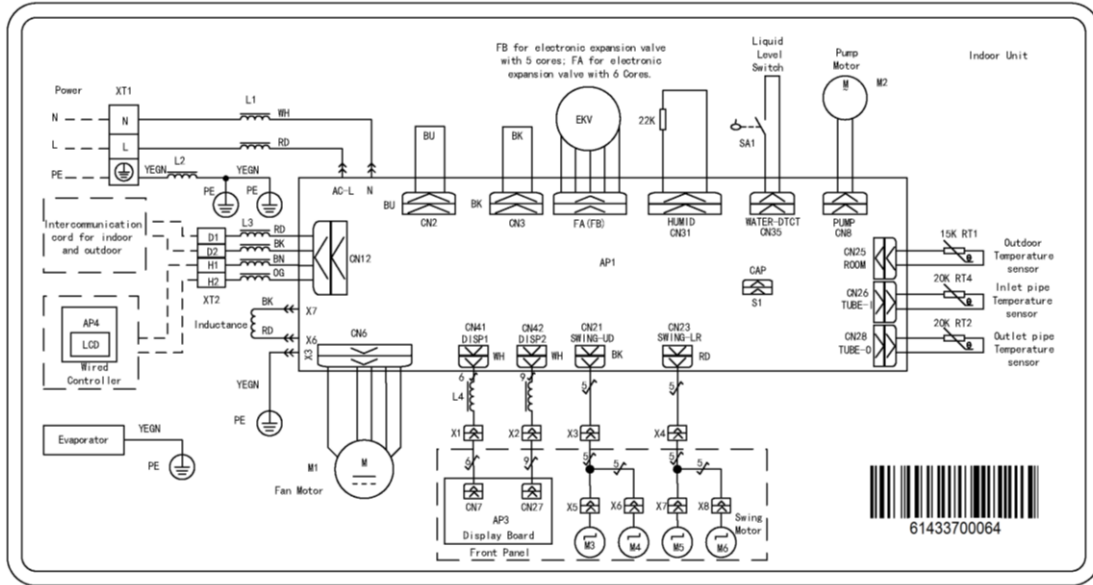 FB for electronic expansion valve
with 5 cores; FA for electronic
expansion valve with 6 Cores.
Liquid
Level
Switch
Pump
Motor
Indoor Unit
Power
XT1
L1
WH
N
N
L
L
RD
PE
YEGN
L2
YEGN
PE
PE
AC-L
N
BU
BK
EKV
22K
SA1
M
M2
BU
CN2
BK
CN3
FA(FB)
HUMID
CN31
WATER-DTCT
CN35
PUMP
CN8
Intercommunication
cord for indoor
and outdoor
L3
D1
RD
D2
BK
H1
BN
H2
OG
XT2
CN12
AP1
CAP
S1
CN25
ROOM
15K RT1
Outdoor
Temperature
sensor
CN26
TUBE-I
20K RT4
Inlet pipe
Temperature
sensor
CN28
TUBE-O
20K RT2
Outlet pipe
Temperature
sensor
AP4
LCD
Wired
Controller
Inductance
BK
X7
RD
X6
X3
YEGN
PE
CN6
CN41
DISP1
WH
CN42
DISP2
WH
CN21
SWING-UD
BK
CN23
SWING-LR
RD
6
9
5
5
L4
X1
X2
X3
X4
Evaporator
YEGN
PE
M1
Fan Motor
M
6
9
5
5
5
5
CN7
CN27
AP3
Display Board
Front Panel
X5
X6
X7
X8
M3
M4
M5
M6
Swing
Motor
61433700064